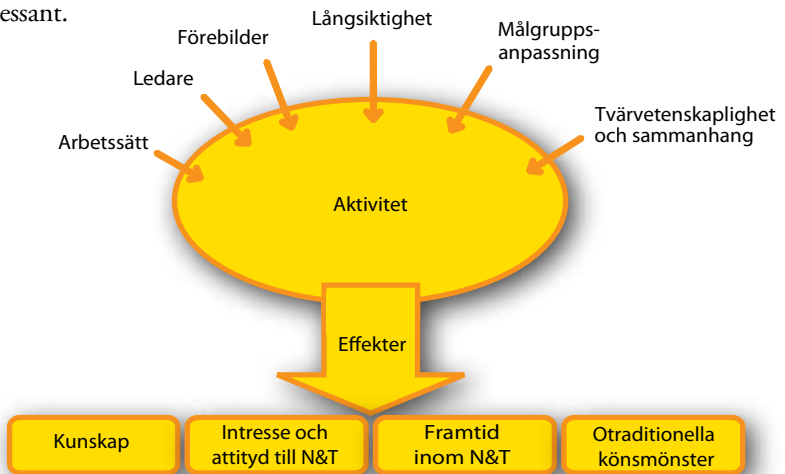 essant.
Långsiktighet
Förebilder
Målgrupps-
anpassning
Ledare
Tvärvetenskaplighet
och sammanhang
Arbetssätt
Aktivitet
Effekter
Kunskap
Intresse och
attityd till N&T
Framtid
inom N&T
Otraditionella
könsmönster